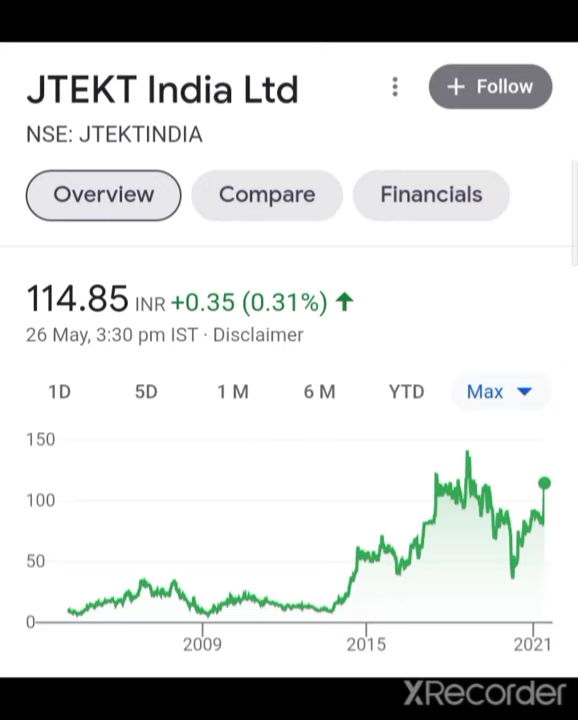 JTEKT India Ltd
+ Follow
NSE: JTEKTINDIA
Overview Compare Financials
114.85 INR +0.35 (0.31%)
26 May, 3:30 pm IST · Disclaimer
1D 5D 1 M 6 M YTD Max
150
100
50
0
2009 2015 2021
XRecorder